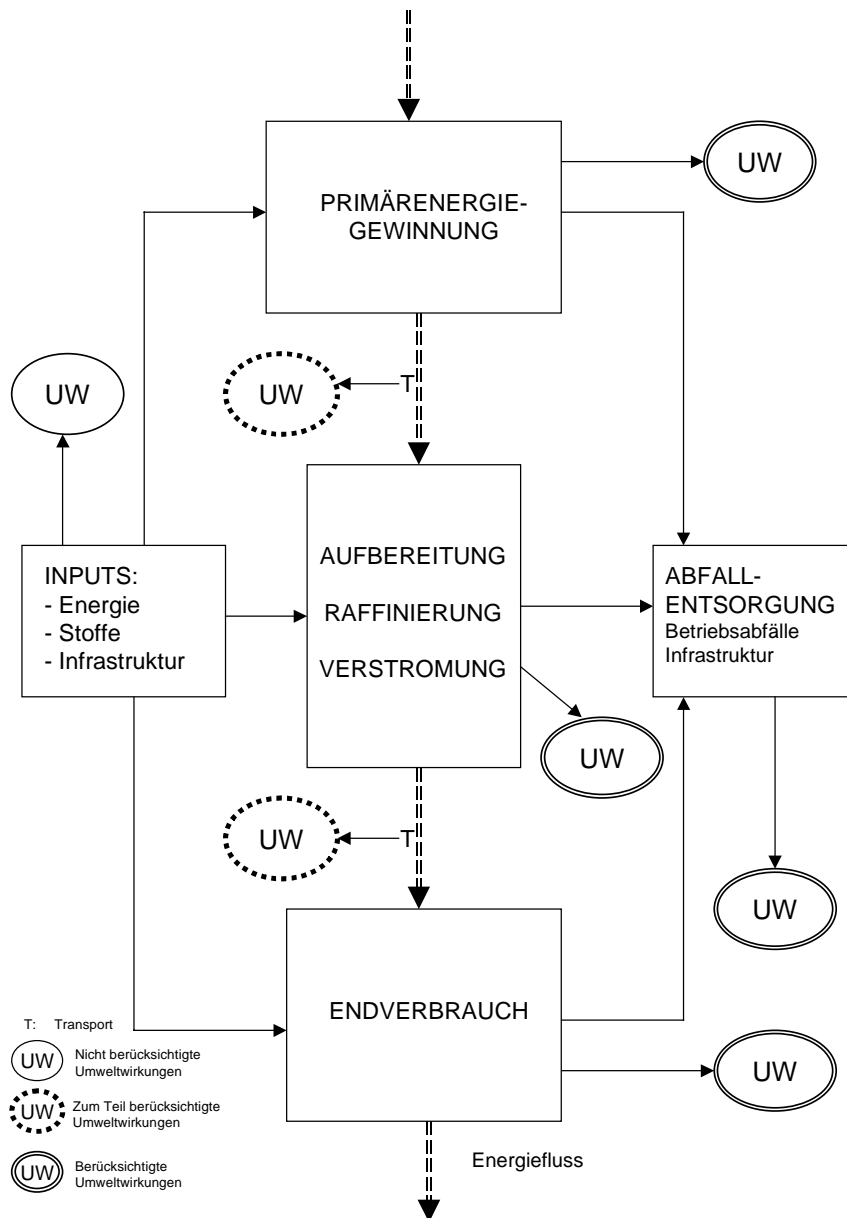 UW
PRIMÄRENERGIE-
GEWINNUNG
UW
UW
T
INPUTS:
- Energie
- Stoffe
- Infrastruktur
AUFBEREITUNG
RAFFINIERUNG
VERSTROMUNG
ABFALL-
ENTSORGUNG
Betriebsabfälle
Infrastruktur
UW
UW
T
UW
ENDVERBRAUCH
UW
T: Transport
UW Nicht berücksichtigte
Umweltwirkungen
UW Zum Teil berücksichtigte
Umweltwirkungen
UW Berücksichtigte
Umweltwirkungen
Energiefluss